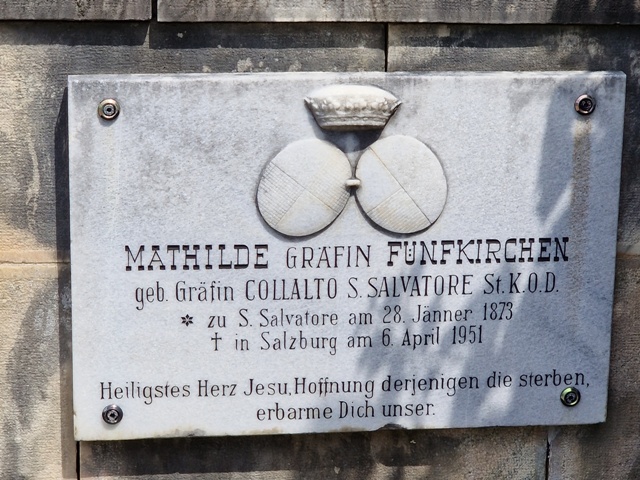 MATHILDE GRÄFIN FÜNFKIRCHEN
geb. Gräfin COLLALTO S. SALVATORE St.K.O.D.
✲ zu S. Salvatore am 28. Jänner 1873
† in Salzburg am 6. April 1951
Heiligstes Herz Jesu, Hoffnung derjenigen die sterben,
erbarme Dich unser.